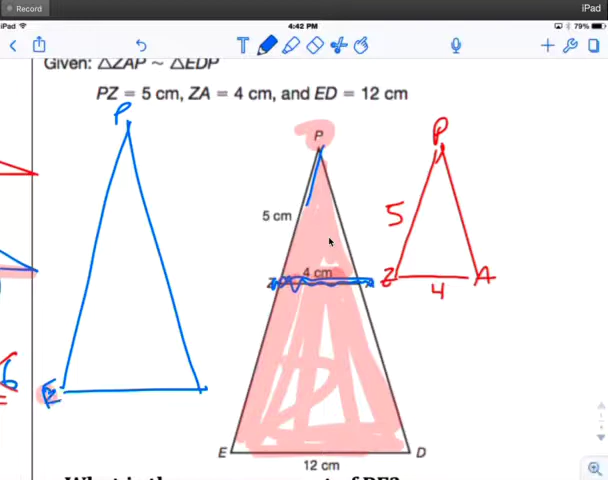 Record
iPad
iPad 4:42 PM 79%
T
Given: △ZAP ~ △EDP
PZ = 5 cm, ZA = 4 cm, and ED = 12 cm
P
P
P
5 cm
5
4 cm
Z
A
4
6
E
E
D
12 cm